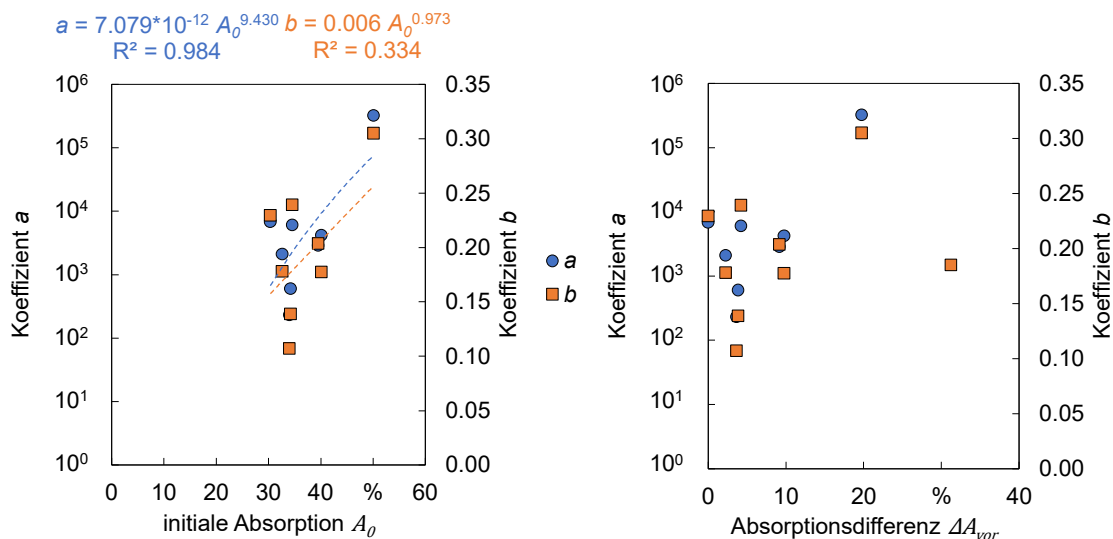 a = 7.079*10⁻¹² A₀⁹·⁴³⁰ b = 0.006 A₀⁰·⁹⁷³
R² = 0.984 R² = 0.334
10⁶ 0.35
10⁵ 0.30
10⁴ 0.25
0.20
10³ 0.15
10² 0.10
10¹ 0.05
10⁰ 0.00
0 10 20 30 40 % 60
Koeffizient a
Koeffizient b
initiale Absorption A₀
a
b
10⁶ 0.35
10⁵ 0.30
10⁴ 0.25
0.20
10³ 0.15
10² 0.10
10¹ 0.05
10⁰ 0.00
0 10 20 % 40
Koeffizient a
Koeffizient b
Absorptionsdifferenz ΔA_vor